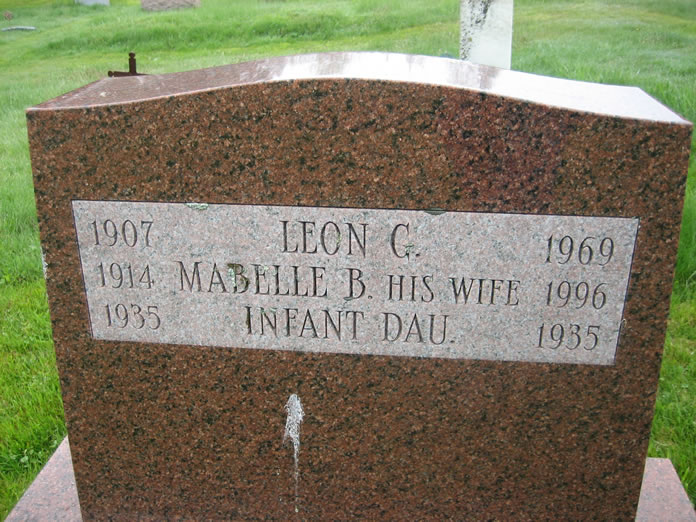 1907 LEON G. 1969
1914 MABELLE B. HIS WIFE 1996
1935 INFANT DAU. 1935